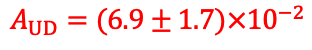 A_UD = (6.9 ± 1.7)×10⁻²